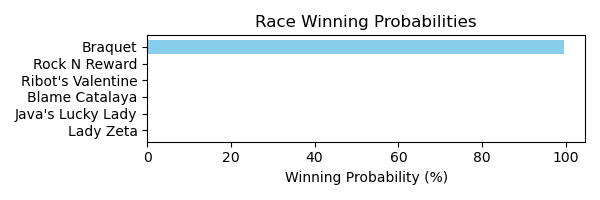 Race Winning Probabilities
Braquet
Rock N Reward
Ribot's Valentine
Blame Catalaya
Java's Lucky Lady
Lady Zeta
0 20 40 60 80 100
Winning Probability (%)